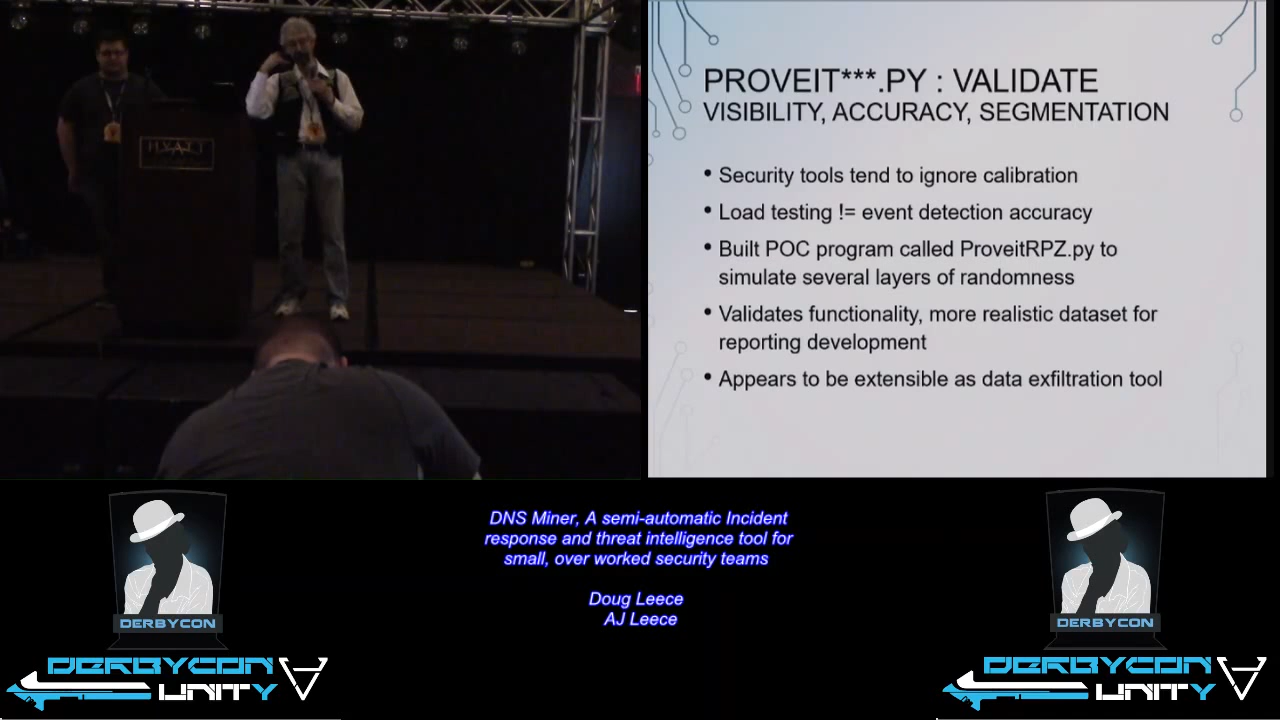 HYATT
PROVEIT***.PY : VALIDATE
VISIBILITY, ACCURACY, SEGMENTATION
• Security tools tend to ignore calibration
• Load testing != event detection accuracy
• Built POC program called ProveitRPZ.py to
simulate several layers of randomness
• Validates functionality, more realistic dataset for
reporting development
• Appears to be extensible as data exfiltration tool
DNS Miner, A semi-automatic Incident
response and threat intelligence tool for
small, over worked security teams
Doug Leece
AJ Leece
DERBYCON
DERBYCON
UNITY
DERBYCON
DERBYCON
UNITY